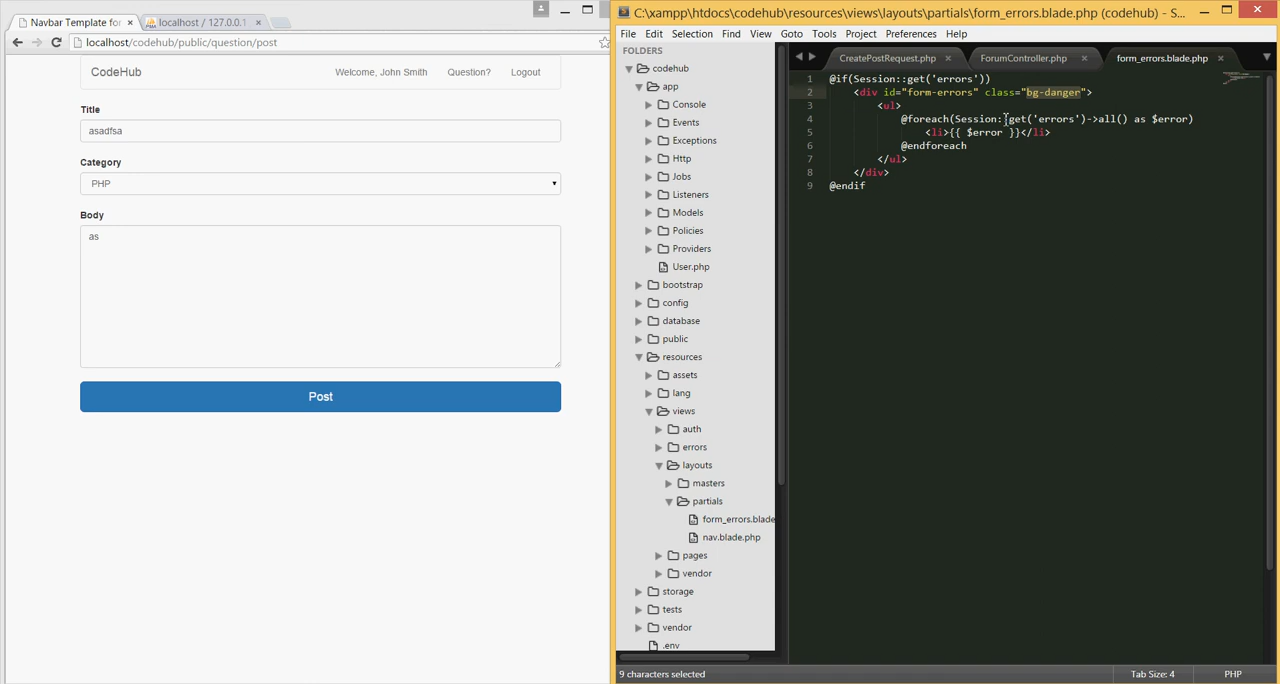 Navbar Template for
localhost / 127.0.0.1
localhost/codehub/public/question/post
CodeHub
Welcome, John Smith
Question?
Logout
Title
asadfsa
Category
PHP
Body
as
Post
C:\xampp\htdocs\codehub\resources\views\layouts\partials\form_errors.blade.php (codehub) - S...
File Edit Selection Find View Goto Tools Project Preferences Help
FOLDERS
codehub
app
Console
Events
Exceptions
Http
Jobs
Listeners
Models
Policies
Providers
User.php
bootstrap
config
database
public
resources
assets
lang
views
auth
errors
layouts
masters
partials
form_errors.blade
nav.blade.php
pages
vendor
storage
tests
vendor
.env
CreatePostRequest.php
ForumController.php
form_errors.blade.php
1 @if(Session::get('errors'))
2 <div id="form-errors" class="bg-danger">
3 <ul>
4 @foreach(Session::get('errors')->all() as $error)
5 <li>{{ $error }}</li>
6 @endforeach
7 </ul>
8 </div>
9 @endif
9 characters selected
Tab Size: 4
PHP